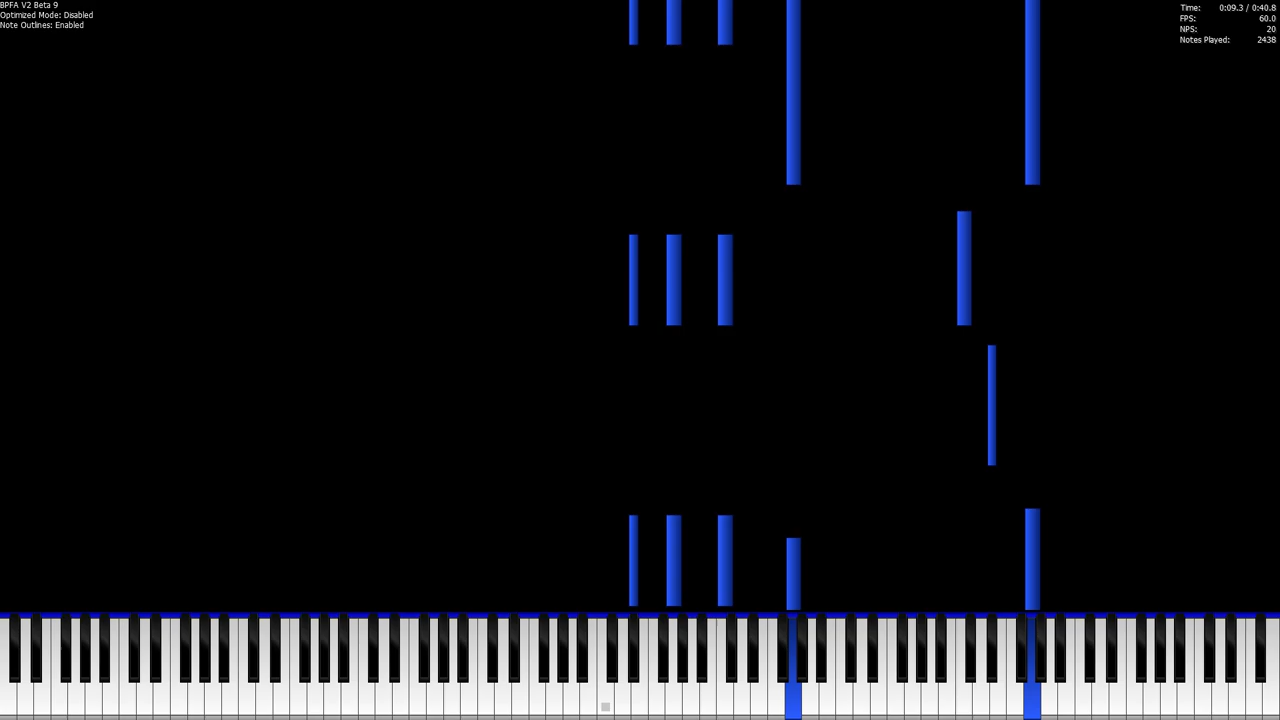 BPFA V2 Beta 9
Optimized Mode: Disabled
Note Outlines: Enabled
Time: 0:09.3 / 0:40.8
FPS: 60.0
NPS: 20
Notes Played: 2438